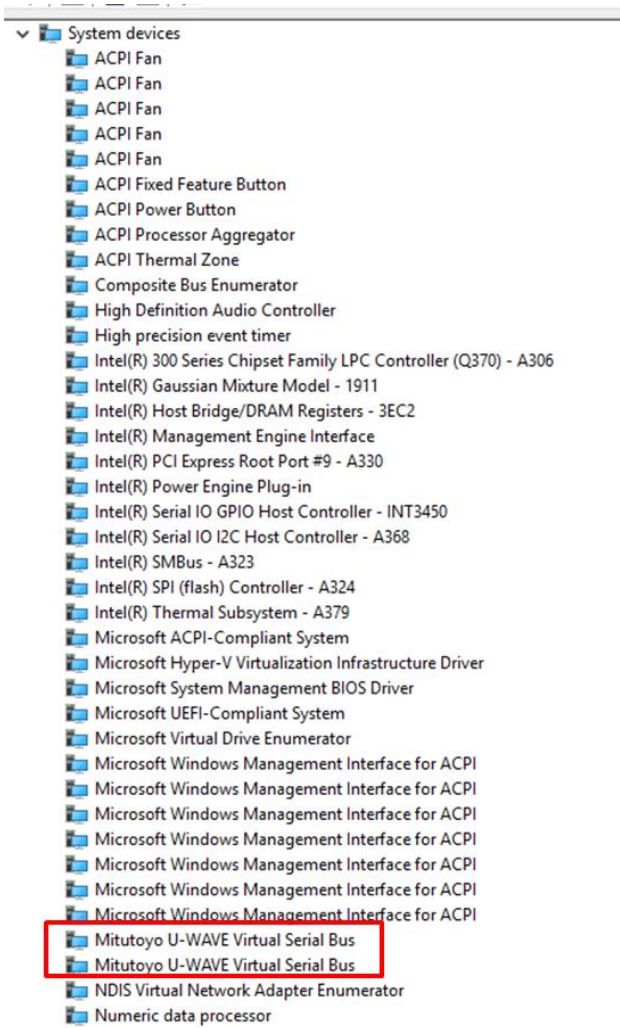 System devices
ACPI Fan
ACPI Fan
ACPI Fan
ACPI Fan
ACPI Fan
ACPI Fixed Feature Button
ACPI Power Button
ACPI Processor Aggregator
ACPI Thermal Zone
Composite Bus Enumerator
High Definition Audio Controller
High precision event timer
Intel(R) 300 Series Chipset Family LPC Controller (Q370) - A306
Intel(R) Gaussian Mixture Model - 1911
Intel(R) Host Bridge/DRAM Registers - 3EC2
Intel(R) Management Engine Interface
Intel(R) PCI Express Root Port #9 - A330
Intel(R) Power Engine Plug-in
Intel(R) Serial IO GPIO Host Controller - INT3450
Intel(R) Serial IO I2C Host Controller - A368
Intel(R) SMBus - A323
Intel(R) SPI (flash) Controller - A324
Intel(R) Thermal Subsystem - A379
Microsoft ACPI-Compliant System
Microsoft Hyper-V Virtualization Infrastructure Driver
Microsoft System Management BIOS Driver
Microsoft UEFI-Compliant System
Microsoft Virtual Drive Enumerator
Microsoft Windows Management Interface for ACPI
Microsoft Windows Management Interface for ACPI
Microsoft Windows Management Interface for ACPI
Microsoft Windows Management Interface for ACPI
Microsoft Windows Management Interface for ACPI
Microsoft Windows Management Interface for ACPI
Microsoft Windows Management Interface for ACPI
Mitutoyo U-WAVE Virtual Serial Bus
Mitutoyo U-WAVE Virtual Serial Bus
NDIS Virtual Network Adapter Enumerator
Numeric data processor